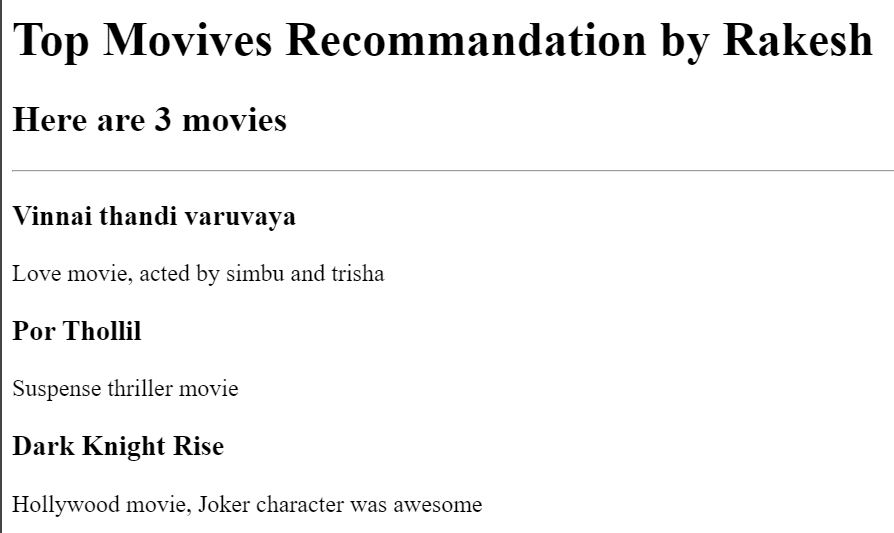 Top Movives Recommandation by Rakesh
Here are 3 movies
Vinnai thandi varuvaya
Love movie, acted by simbu and trisha
Por Thollil
Suspense thriller movie
Dark Knight Rise
Hollywood movie, Joker character was awesome